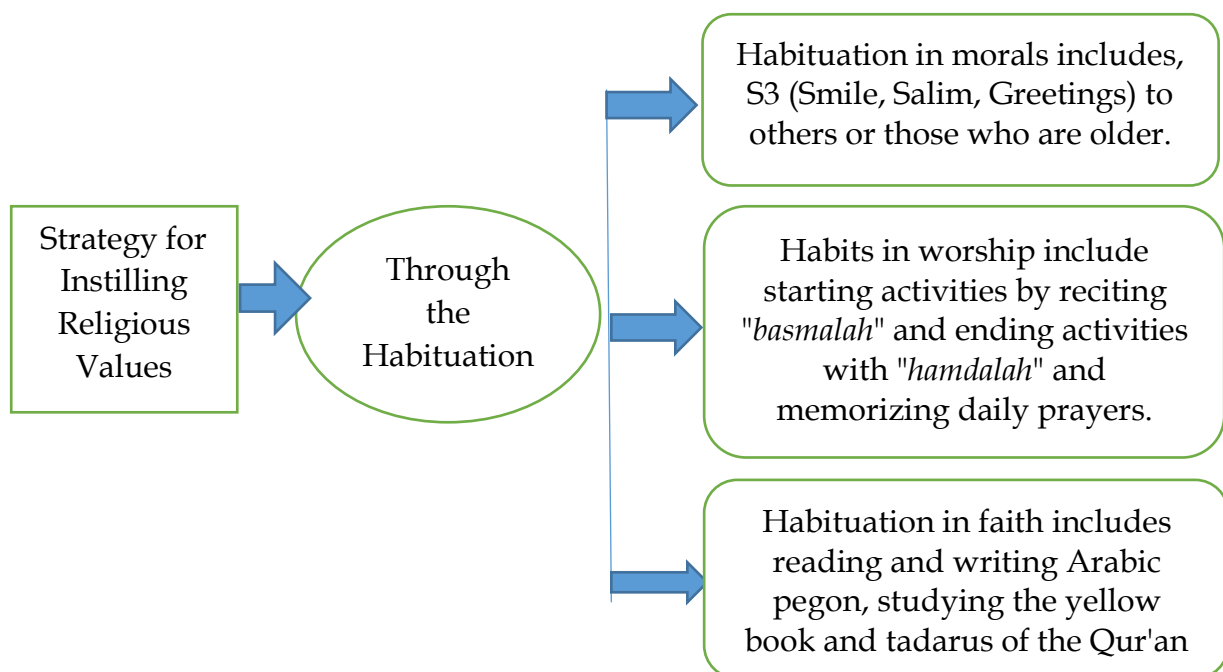 Strategy for
Instilling
Religious
Values
Through
the
Habituation
Habituation in morals includes,
S3 (Smile, Salim, Greetings) to
others or those who are older.
Habits in worship include
starting activities by reciting
"basmalah" and ending activities
with "hamdalah" and
memorizing daily prayers.
Habituation in faith includes
reading and writing Arabic
pegon, studying the yellow
book and tadarus of the Qur'an